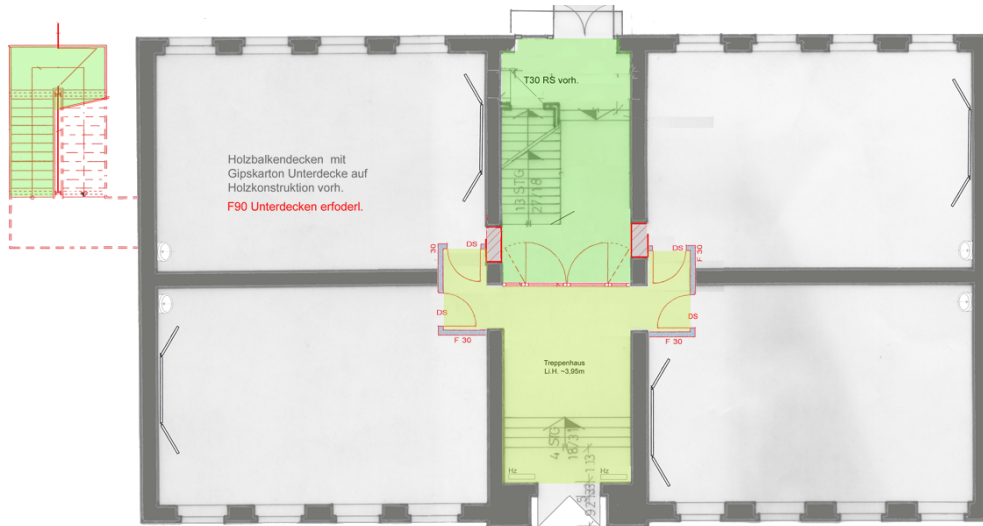 T30 RS vorh.
Holzbalkendecken mit
Gipskarton Unterdecke auf
Holzkonstruktion vorh.
F90 Unterdecken erfoderl.
13 STG
27/18
30
DS
DS
F 30
DS
F 30
DS
F 30
Treppenhaus
Li.H. ~3,95m
4 STG
18/31
Hz
Hz